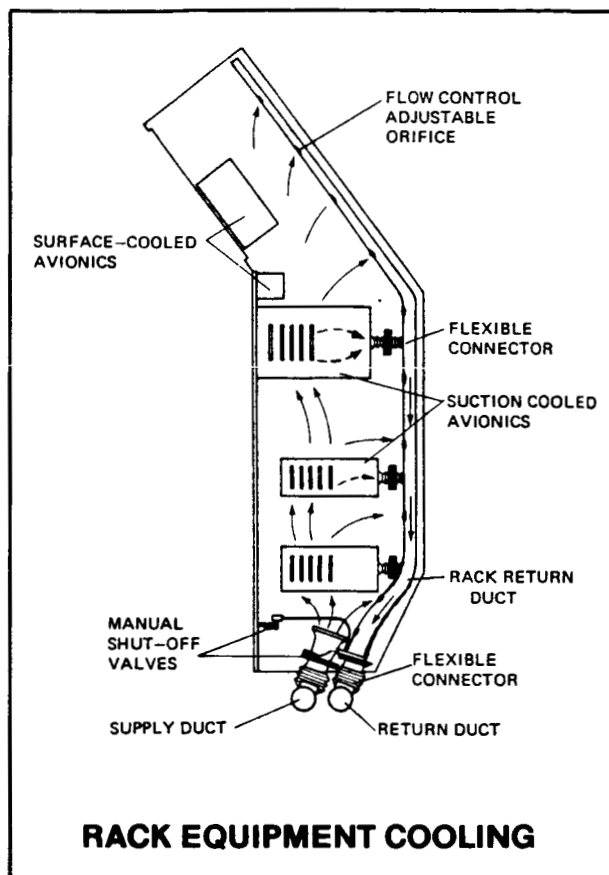 FLOW CONTROL
ADJUSTABLE
ORIFICE
SURFACE-COOLED
AVIONICS
FLEXIBLE
CONNECTOR
SUCTION COOLED
AVIONICS
RACK RETURN
DUCT
MANUAL
SHUT-OFF
VALVES
FLEXIBLE
CONNECTOR
SUPPLY DUCT
RETURN DUCT
RACK EQUIPMENT COOLING